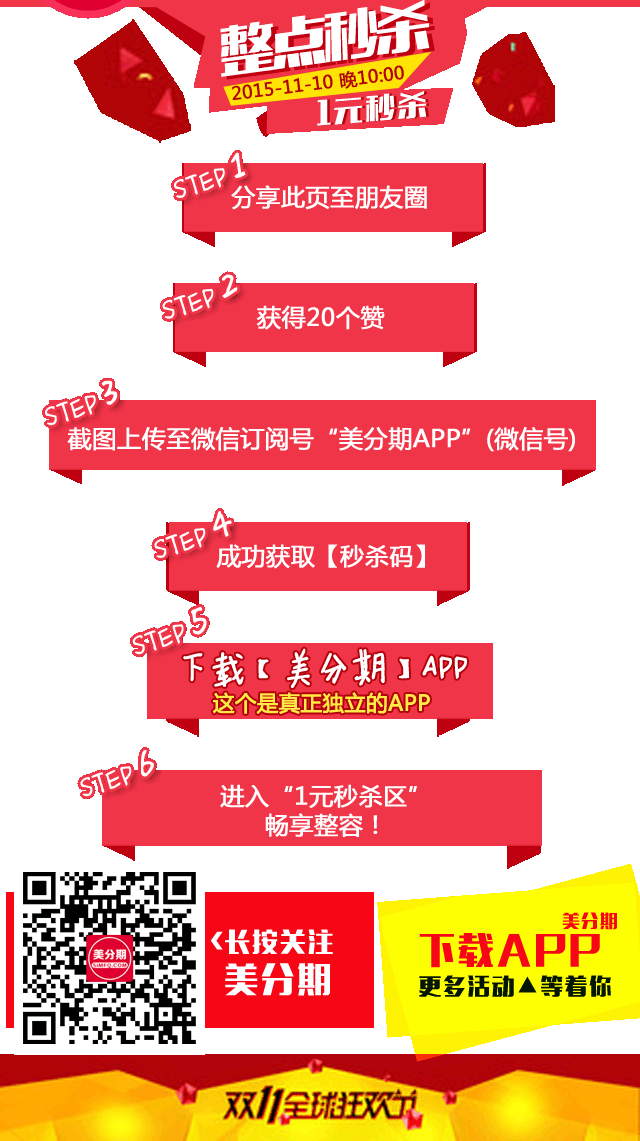 整点秒杀
2015-11-10 晚10:00
1元秒杀
STEP 1
分享此页至朋友圈
STEP 2
获得20个赞
STEP 3
截图上传至微信订阅号“美分期APP”(微信号)
STEP 4
成功获取【秒杀码】
STEP 5
下载【美分期】APP
这个是真正独立的APP
STEP 6
进入“1元秒杀区”
畅享整容！
美分期
<长按关注
美分期
美分期
下载APP
更多活动▲等着你
双11全球狂欢节